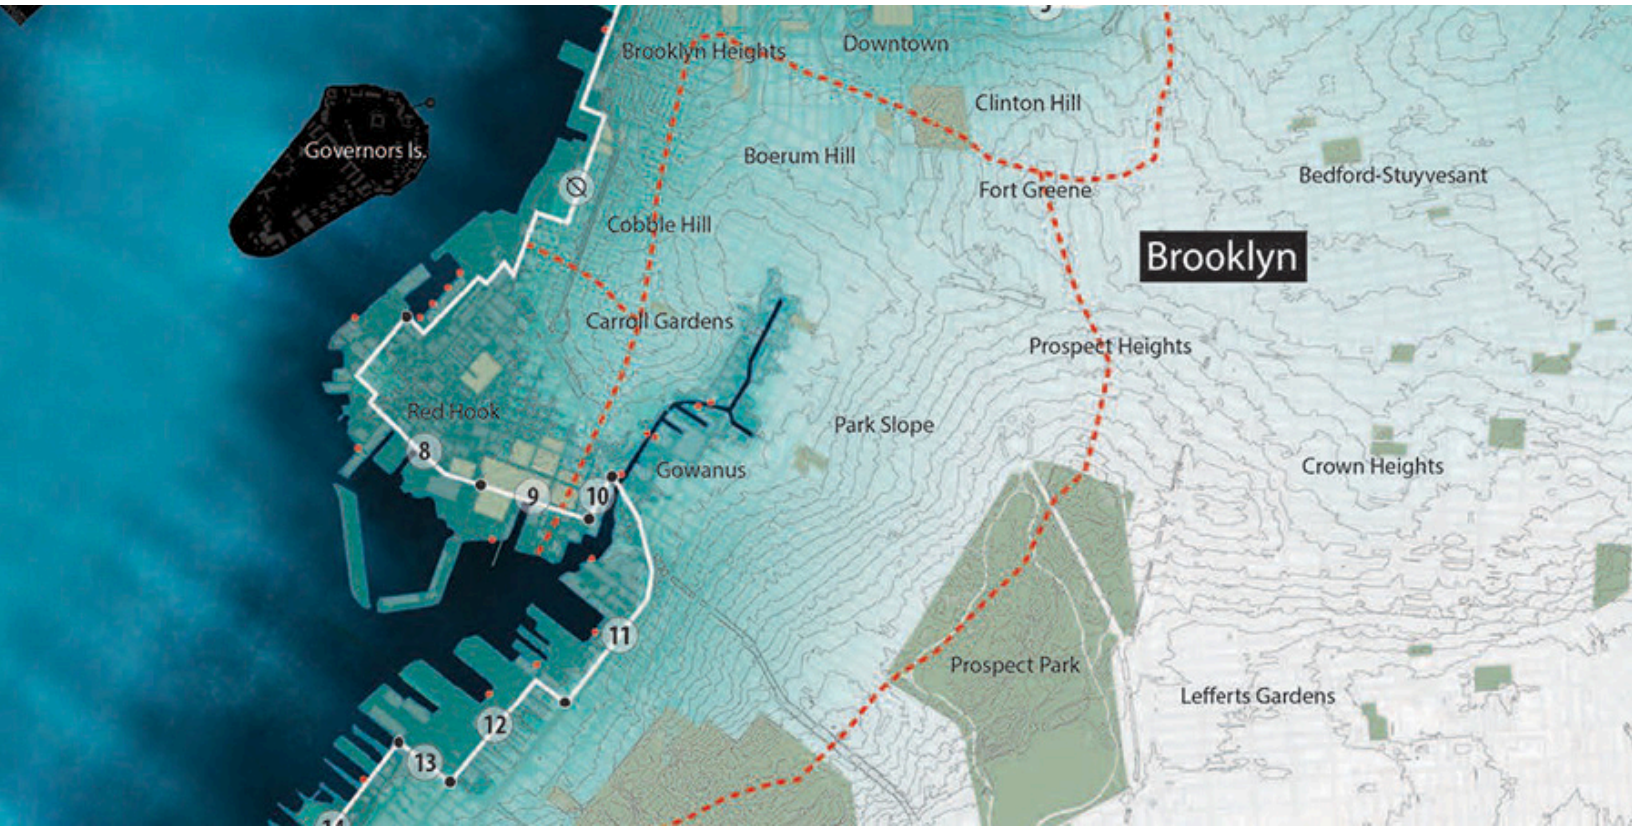 Brooklyn Heights
Downtown
Clinton Hill
Governors Is.
Boerum Hill
Bedford-Stuyvesant
Fort Greene
Cobble Hill
Brooklyn
Carroll Gardens
Prospect Heights
Red Hook
Park Slope
8
Gowanus
Crown Heights
9
10
11
Prospect Park
Lefferts Gardens
12
13